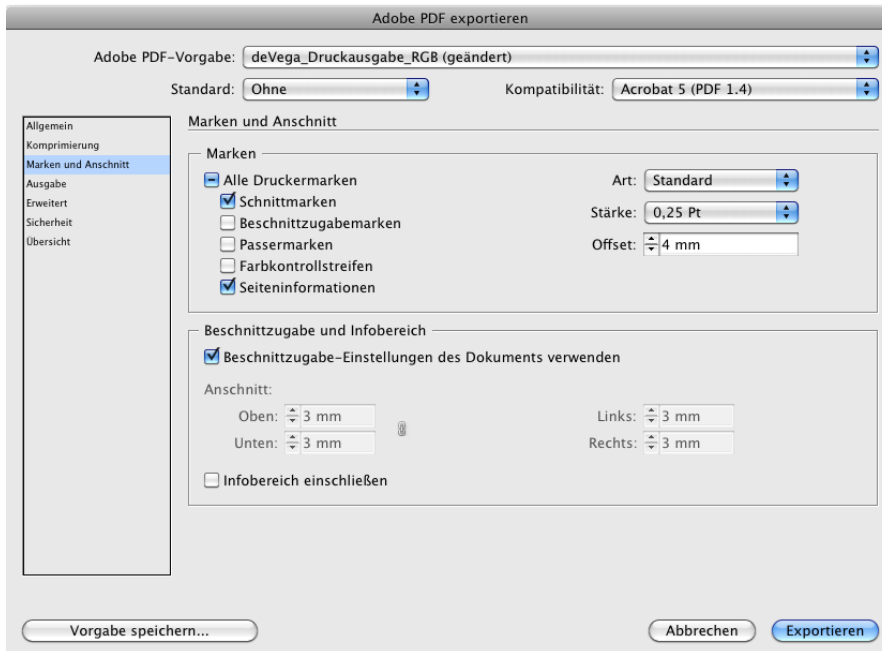 Adobe PDF exportieren
Adobe PDF-Vorgabe: deVega_Druckausgabe_RGB (geändert)
Standard: Ohne Kompatibilität: Acrobat 5 (PDF 1.4)
Allgemein
Komprimierung
Marken und Anschnitt
Ausgabe
Erweitert
Sicherheit
Übersicht
Marken und Anschnitt
Marken
Alle Druckermarken
Schnittmarken
Beschnittzugabemarken
Passermarken
Farbkontrollstreifen
Seiteninformationen
Art: Standard
Stärke: 0,25 Pt
Offset: 4 mm
Beschnittzugabe und Infobereich
Beschnittzugabe-Einstellungen des Dokuments verwenden
Anschnitt:
Oben: 3 mm Links: 3 mm
Unten: 3 mm Rechts: 3 mm
Infobereich einschließen
Vorgabe speichern... Abbrechen Exportieren